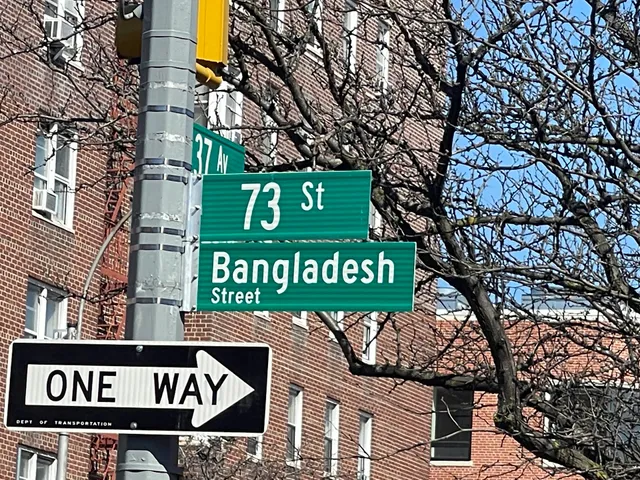 37 AV
73 St
Bangladesh
Street
ONE WAY
DEPT OF TRANSPORTATION